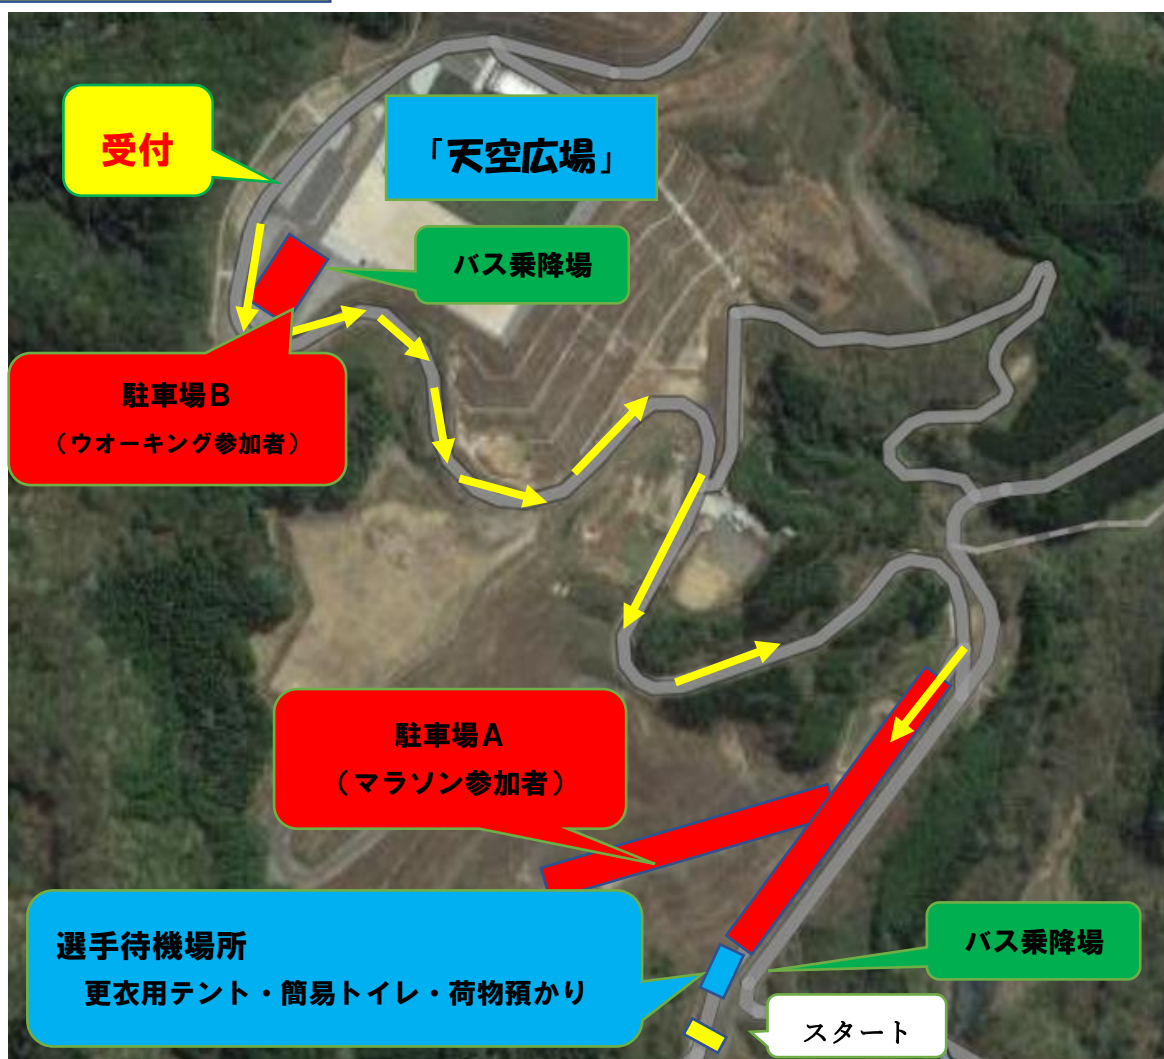 受付
「天空広場」
バス乗降場
駐車場B
（ウオーキング参加者）
駐車場A
（マラソン参加者）
選手待機場所
更衣用テント・簡易トイレ・荷物預かり
バス乗降場
スタート